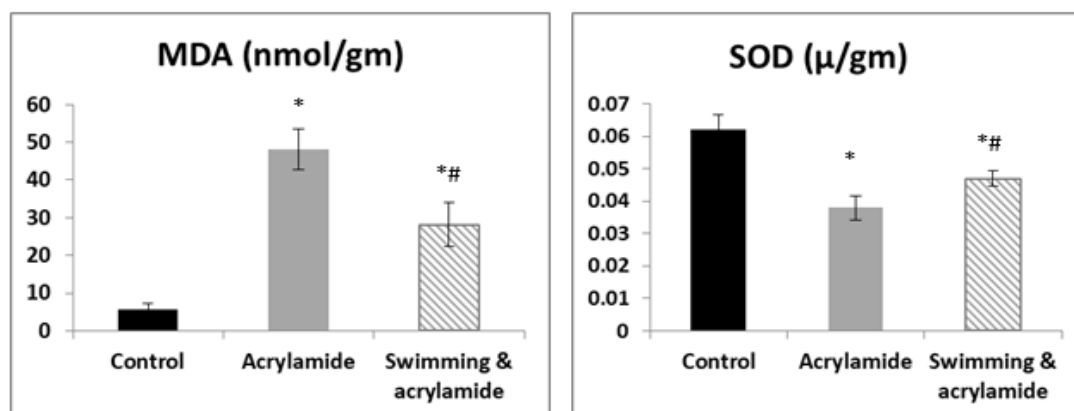 MDA (nmol/gm)
60
50
40
30
20
10
0
*
*#
Control
Acrylamide
Swimming &
acrylamide
SOD (μ/gm)
0.07
0.06
0.05
0.04
0.03
0.02
0.01
0
*
*#
Control
Acrylamide
Swimming &
acrylamide